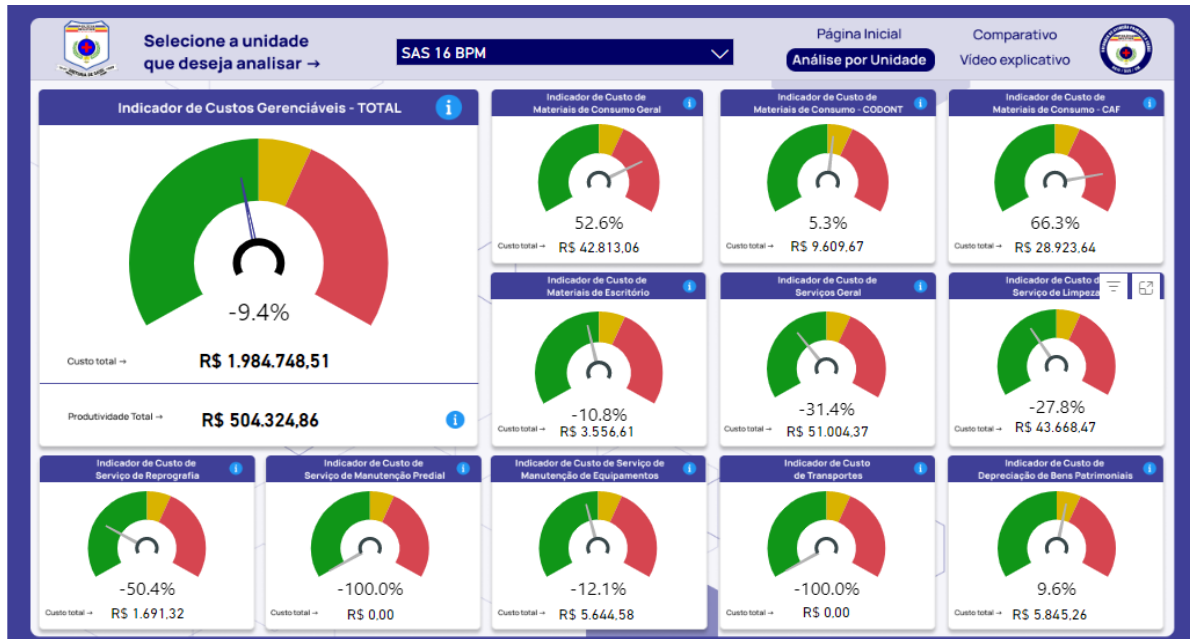 Selecione a unidade
que deseja analisar →
SAS 16 BPM
Página Inicial
Análise por Unidade
Comparativo
Vídeo explicativo
Indicador de Custos Gerenciáveis - TOTAL
-9.4%
Custo total → R$ 1.984.748,51
Produtividade Total → R$ 504.324,86
Indicador de Custo de
Materiais de Consumo Geral
52.6%
Custo total → R$ 42.813,06
Indicador de Custo de
Materiais de Consumo - CODONT
5.3%
Custo total → R$ 9.609,67
Indicador de Custo de
Materiais de Consumo - CAF
66.3%
Custo total → R$ 28.923,64
Indicador de Custo de
Materiais de Escritório
-10.8%
Custo total → R$ 3.556,61
Indicador de Custo de
Serviços Geral
-31.4%
Custo total → R$ 51.004,37
Indicador de Custo d
Serviço de Limpeza
-27.8%
Custo total → R$ 43.668,47
Indicador de Custo de
Serviço de Reprografia
-50.4%
Custo total → R$ 1.691,32
Indicador de Custo de
Serviço de Manutenção Predial
-100.0%
Custo total → R$ 0,00
Indicador de Custo de Serviço de
Manutenção de Equipamentos
-12.1%
Custo total → R$ 5.644,58
Indicador de Custo
de Transportes
-100.0%
Custo total → R$ 0,00
Indicador de Custo de
Depreciação de Bens Patrimoniais
9.6%
Custo total → R$ 5.845,26